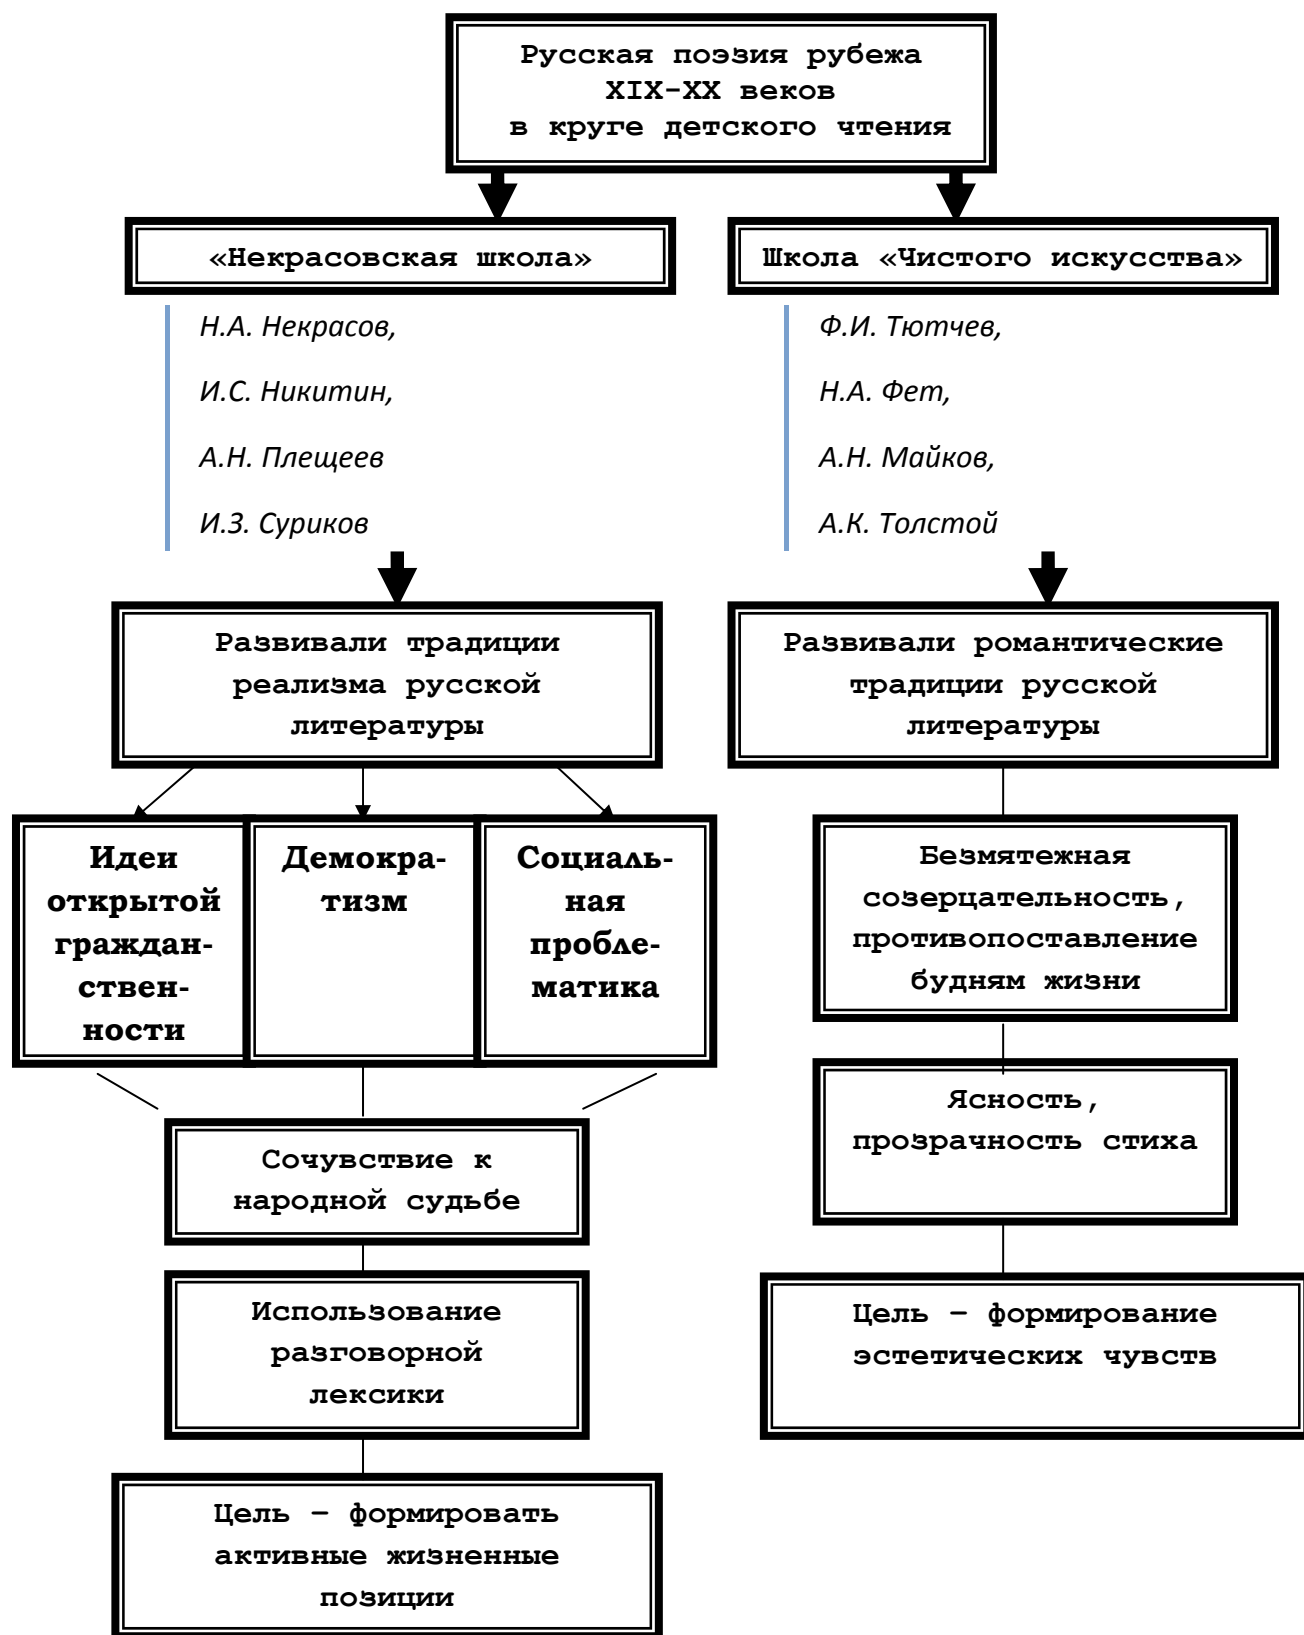 Русская поэзия рубежа
XIX-XX веков
в круге детского чтения
«Некрасовская школа»
Н.А. Некрасов,
И.С. Никитин,
А.Н. Плещеев
И.З. Суриков
Развивали традиции
реализма русской
литературы
Идеи
открытой
граждан-
ствен-
ности
Демокра-
тизм
Социаль-
ная
пробле-
матика
Сочувствие к
народной судьбе
Использование
разговорной
лексики
Цель – формировать
активные жизненные
позиции
Школа «Чистого искусства»
Ф.И. Тютчев,
Н.А. Фет,
А.Н. Майков,
А.К. Толстой
Развивали романтические
традиции русской
литературы
Безмятежная
созерцательность,
противопоставление
будням жизни
Ясность,
прозрачность стиха
Цель – формирование
эстетических чувств